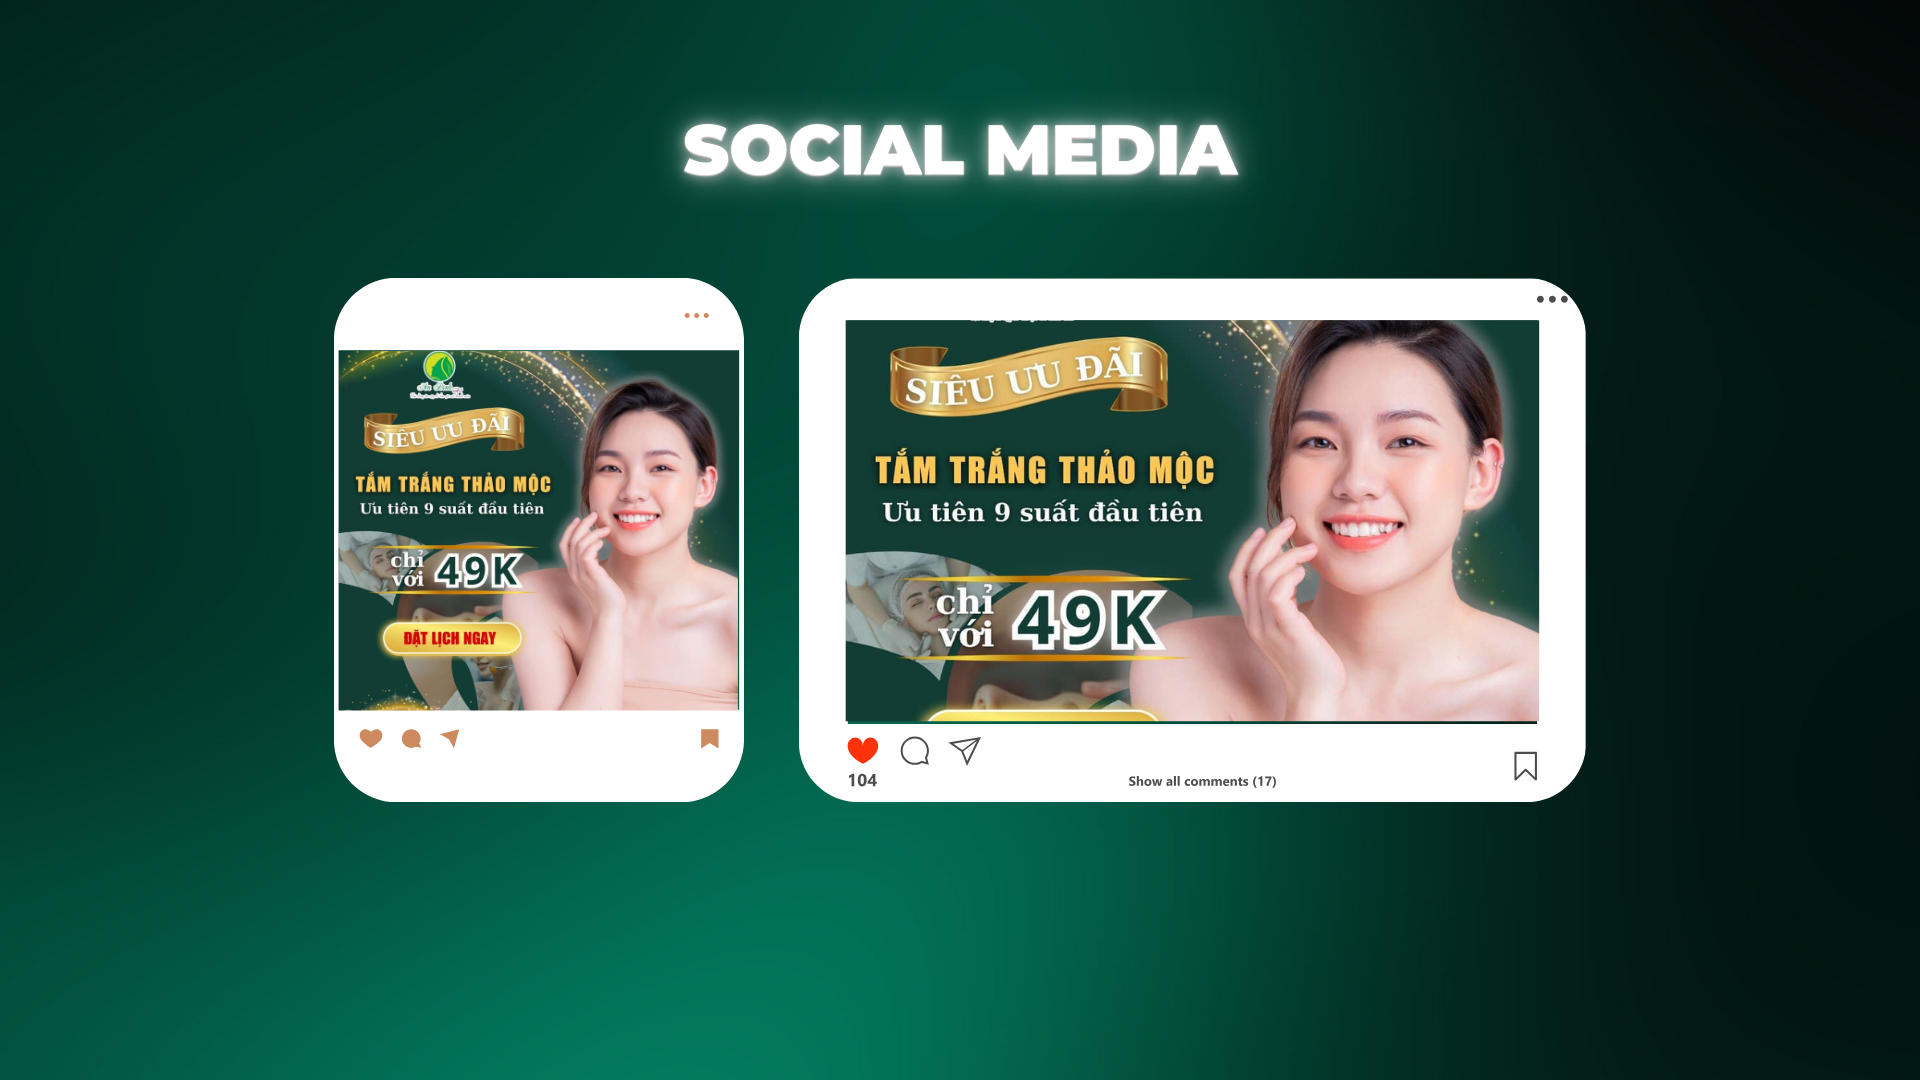 SOCIAL MEDIA
SIÊU ƯU ĐÃI
TẮM TRẮNG THẢO MỘC
Ưu tiên 9 suất đầu tiên
chỉ
với
49K
ĐẶT LỊCH NGAY
SIÊU ƯU ĐÃI
TẮM TRẮNG THẢO MỘC
Ưu tiên 9 suất đầu tiên
chỉ
với
49K
104
Show all comments (17)